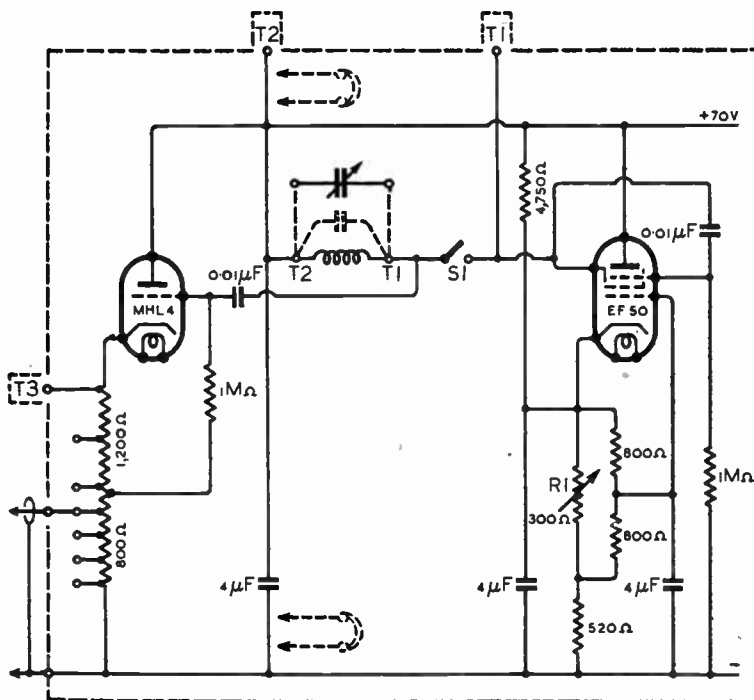 T2
T1
+70V
4,750Ω
0·01μF
0·01μF
T2
T1
S1
MHL4
EF50
T3
1MΩ
1,200Ω
800Ω
R1
300Ω
1MΩ
800Ω
800Ω
4μF
4μF
4μF
520Ω
−